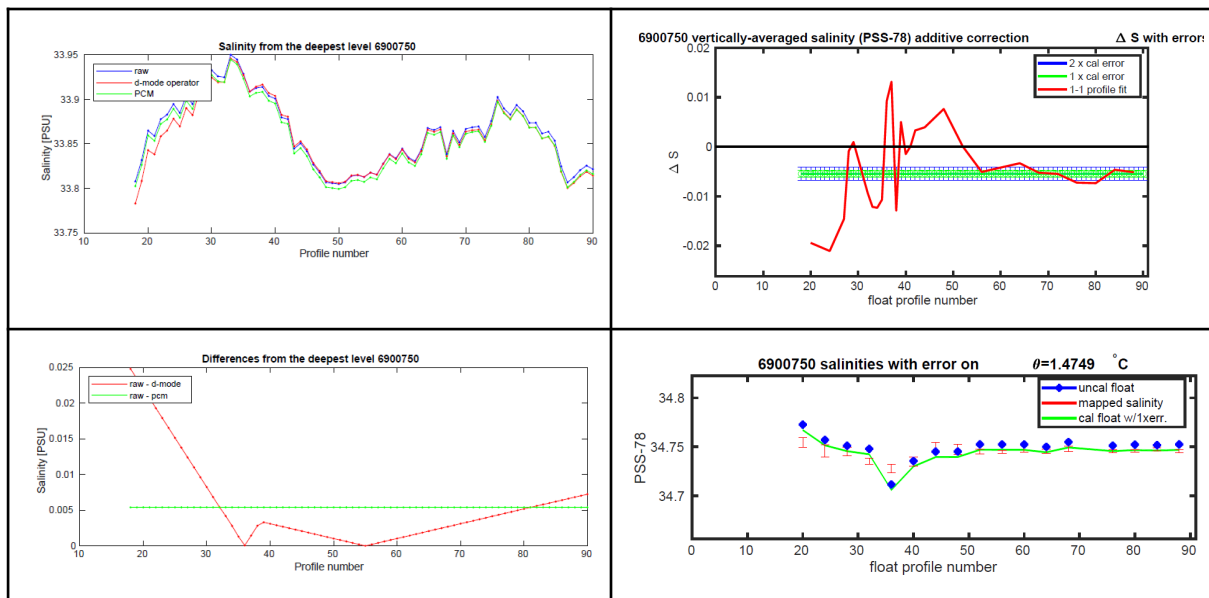 Salinity from the deepest level 6900750
33.95
33.9
33.85
33.8
33.75
Salinity [PSU]
raw
d-mode operator
PCM
10 20 30 40 50 60 70 80 90
Profile number
6900750 vertically-averaged salinity (PSS-78) additive correction Δ S with errors
0.02
0.01
0
-0.01
-0.02
Δ S
2 x cal error
1 x cal error
1-1 profile fit
0 10 20 30 40 50 60 70 80 90
float profile number
Differences from the deepest level 6900750
0.025
0.02
0.015
0.01
0.005
0
Salinity [PSU]
raw - d-mode
raw - pcm
10 20 30 40 50 60 70 80 90
Profile number
6900750 salinities with error on θ=1.4749 °C
34.8
34.75
34.7
PSS-78
uncal float
mapped salinity
cal float w/1xerr.
0 10 20 30 40 50 60 70 80 90
float profile number